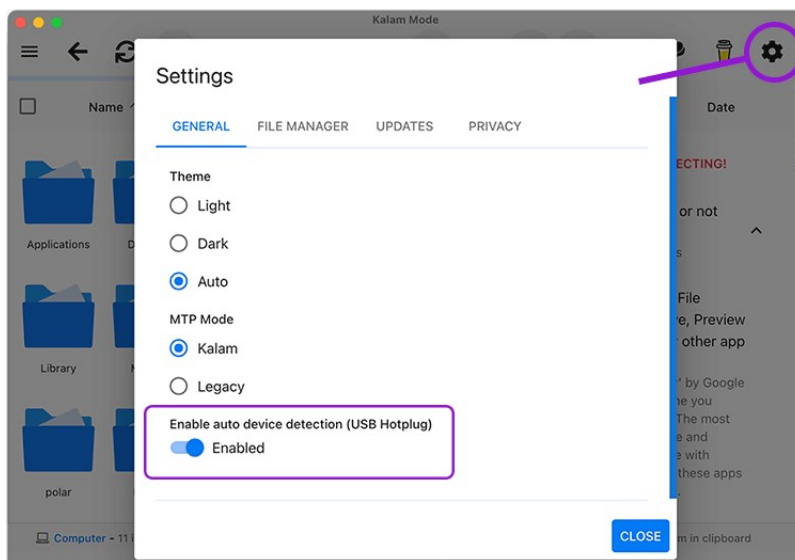 Kalam Mode
Settings
Name
Date
GENERAL FILE MANAGER UPDATES PRIVACY
ECTING!
Theme
Light
or not
Dark
Applications
D
s
Auto
File
MTP Mode
e, Preview
Kalam
other app
Library
Legacy
' by Google
ne you
Enable auto device detection (USB Hotplug)
The most
Enabled
e and
e with
these apps
polar
Computer - 11 i
CLOSE
m in clipboard